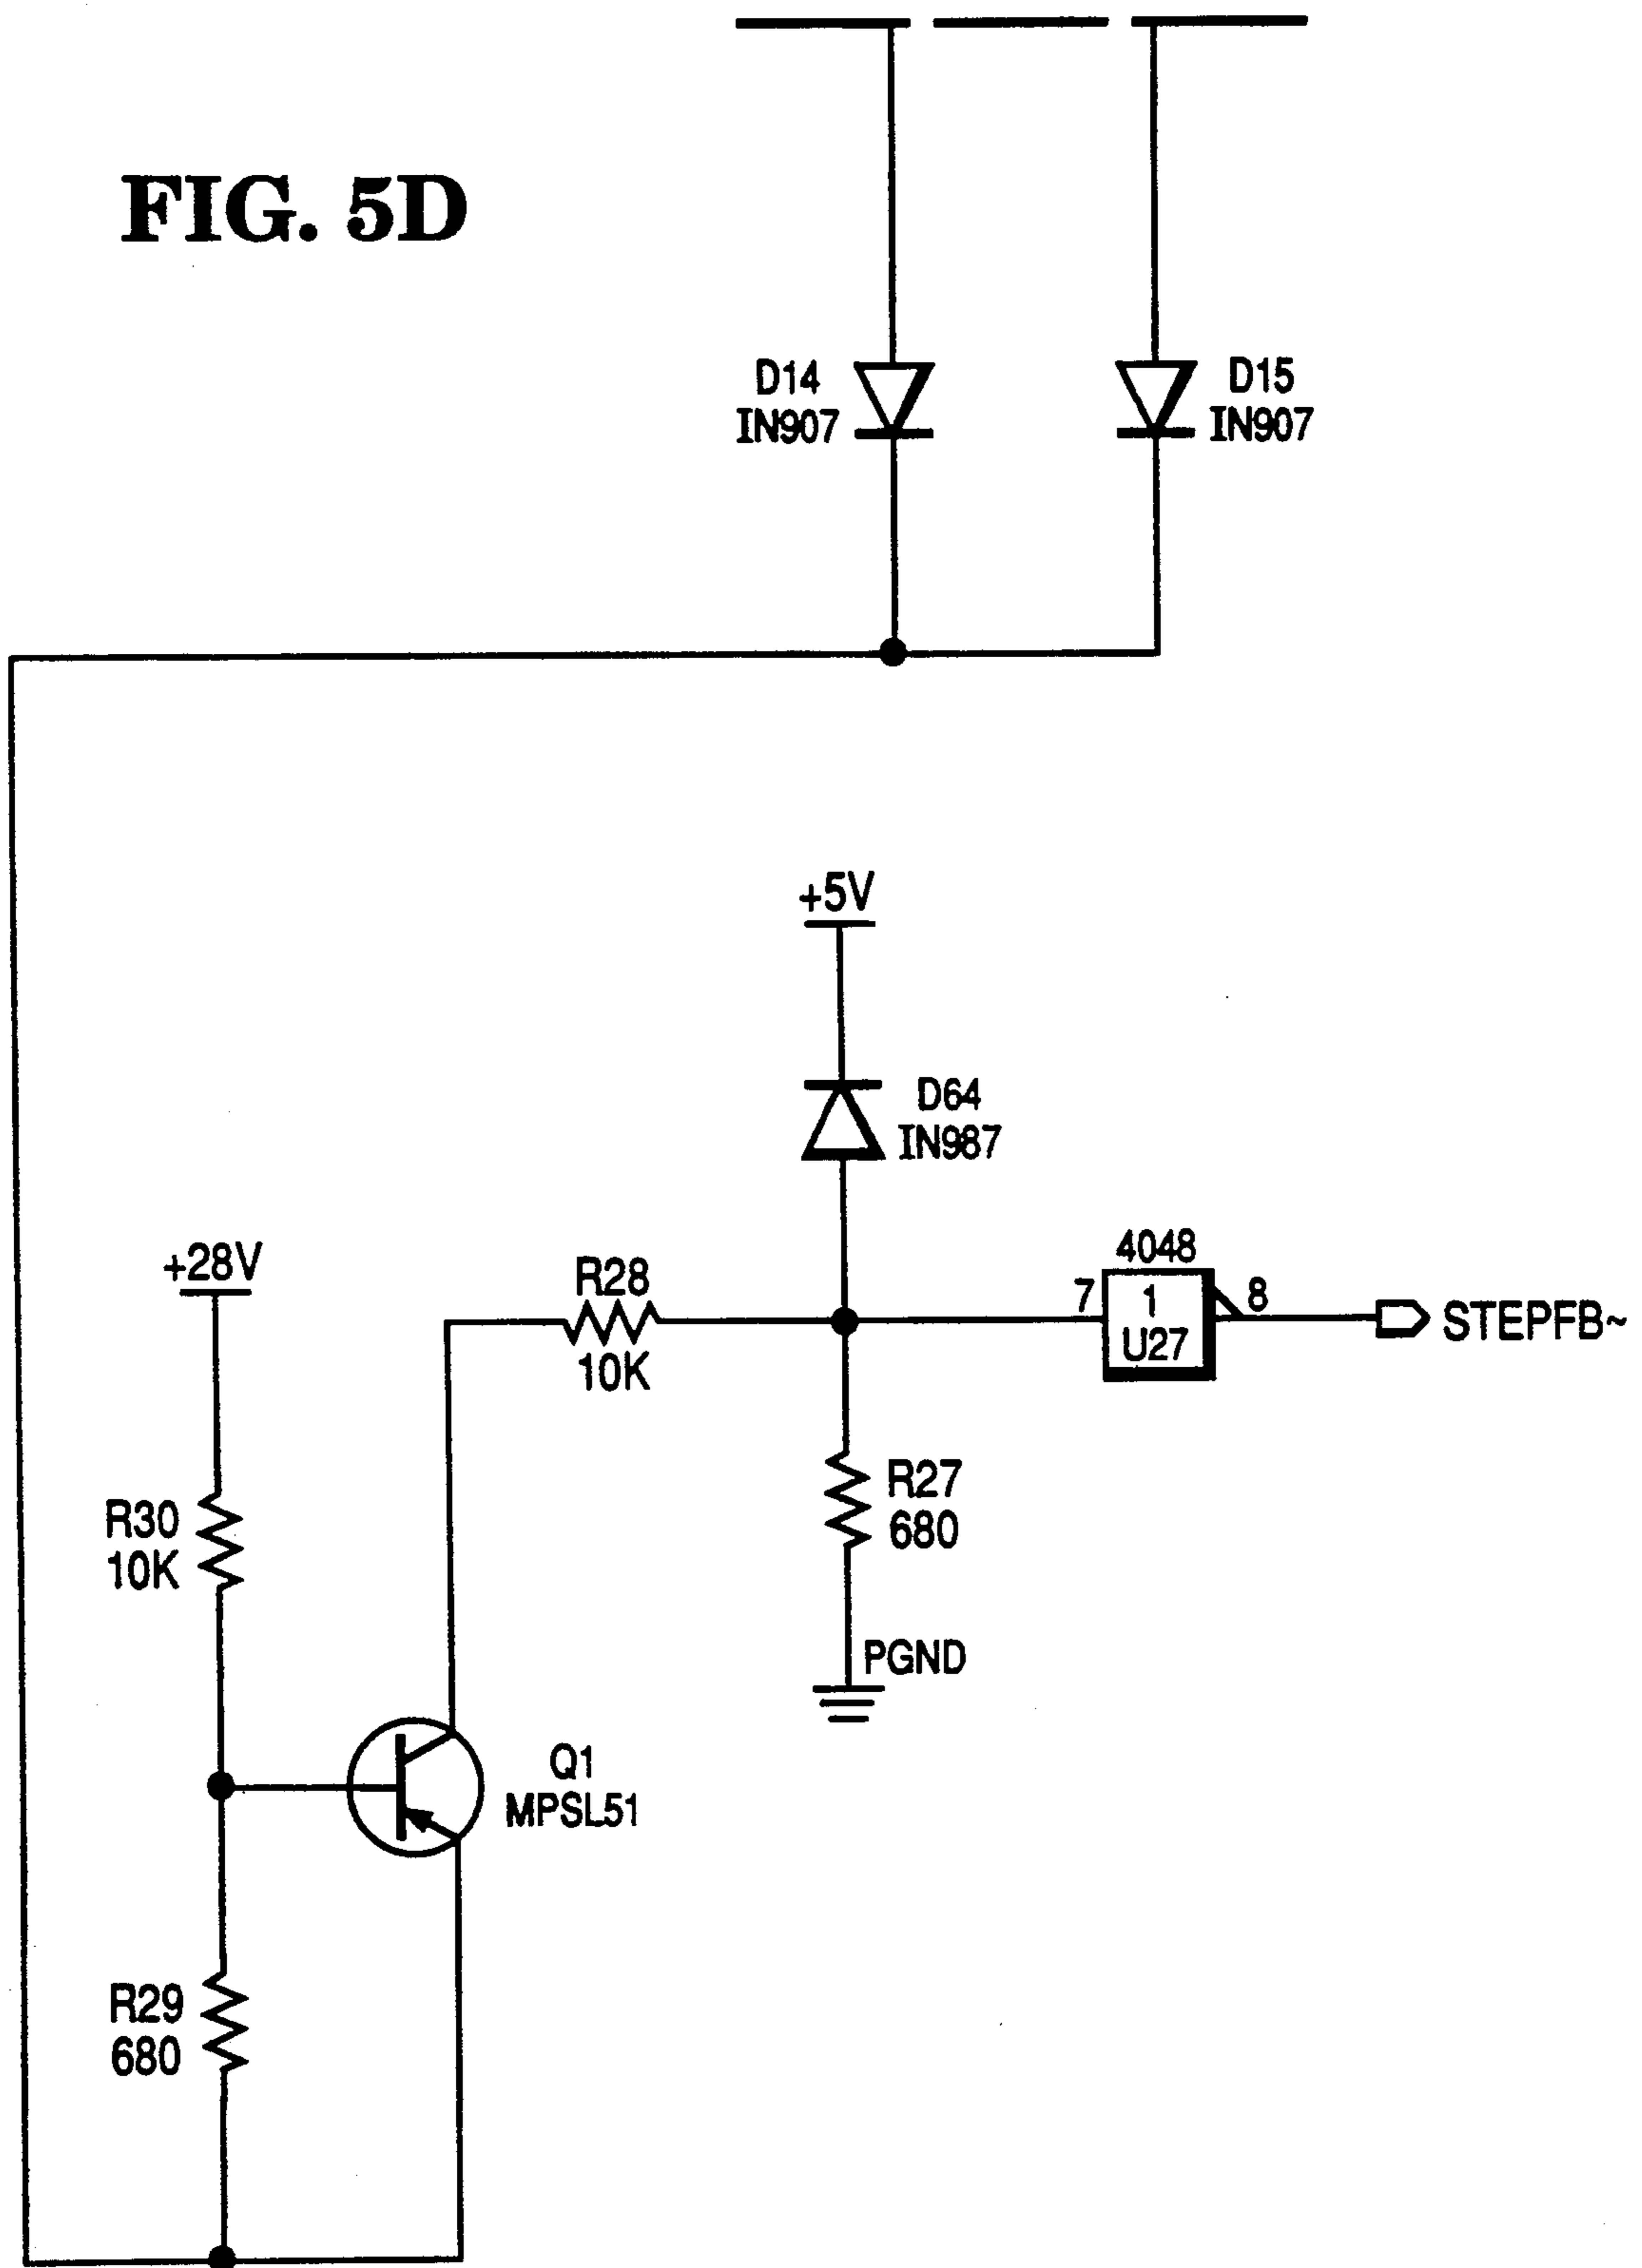 FIG. 5D
D14
IN907
D15
IN907
+5V
D64
IN987
+28V
R28
10K
4048
7
1
U27
8
STEPFB~
R30
10K
R27
680
PGND
Q1
MPSL51
R29
680